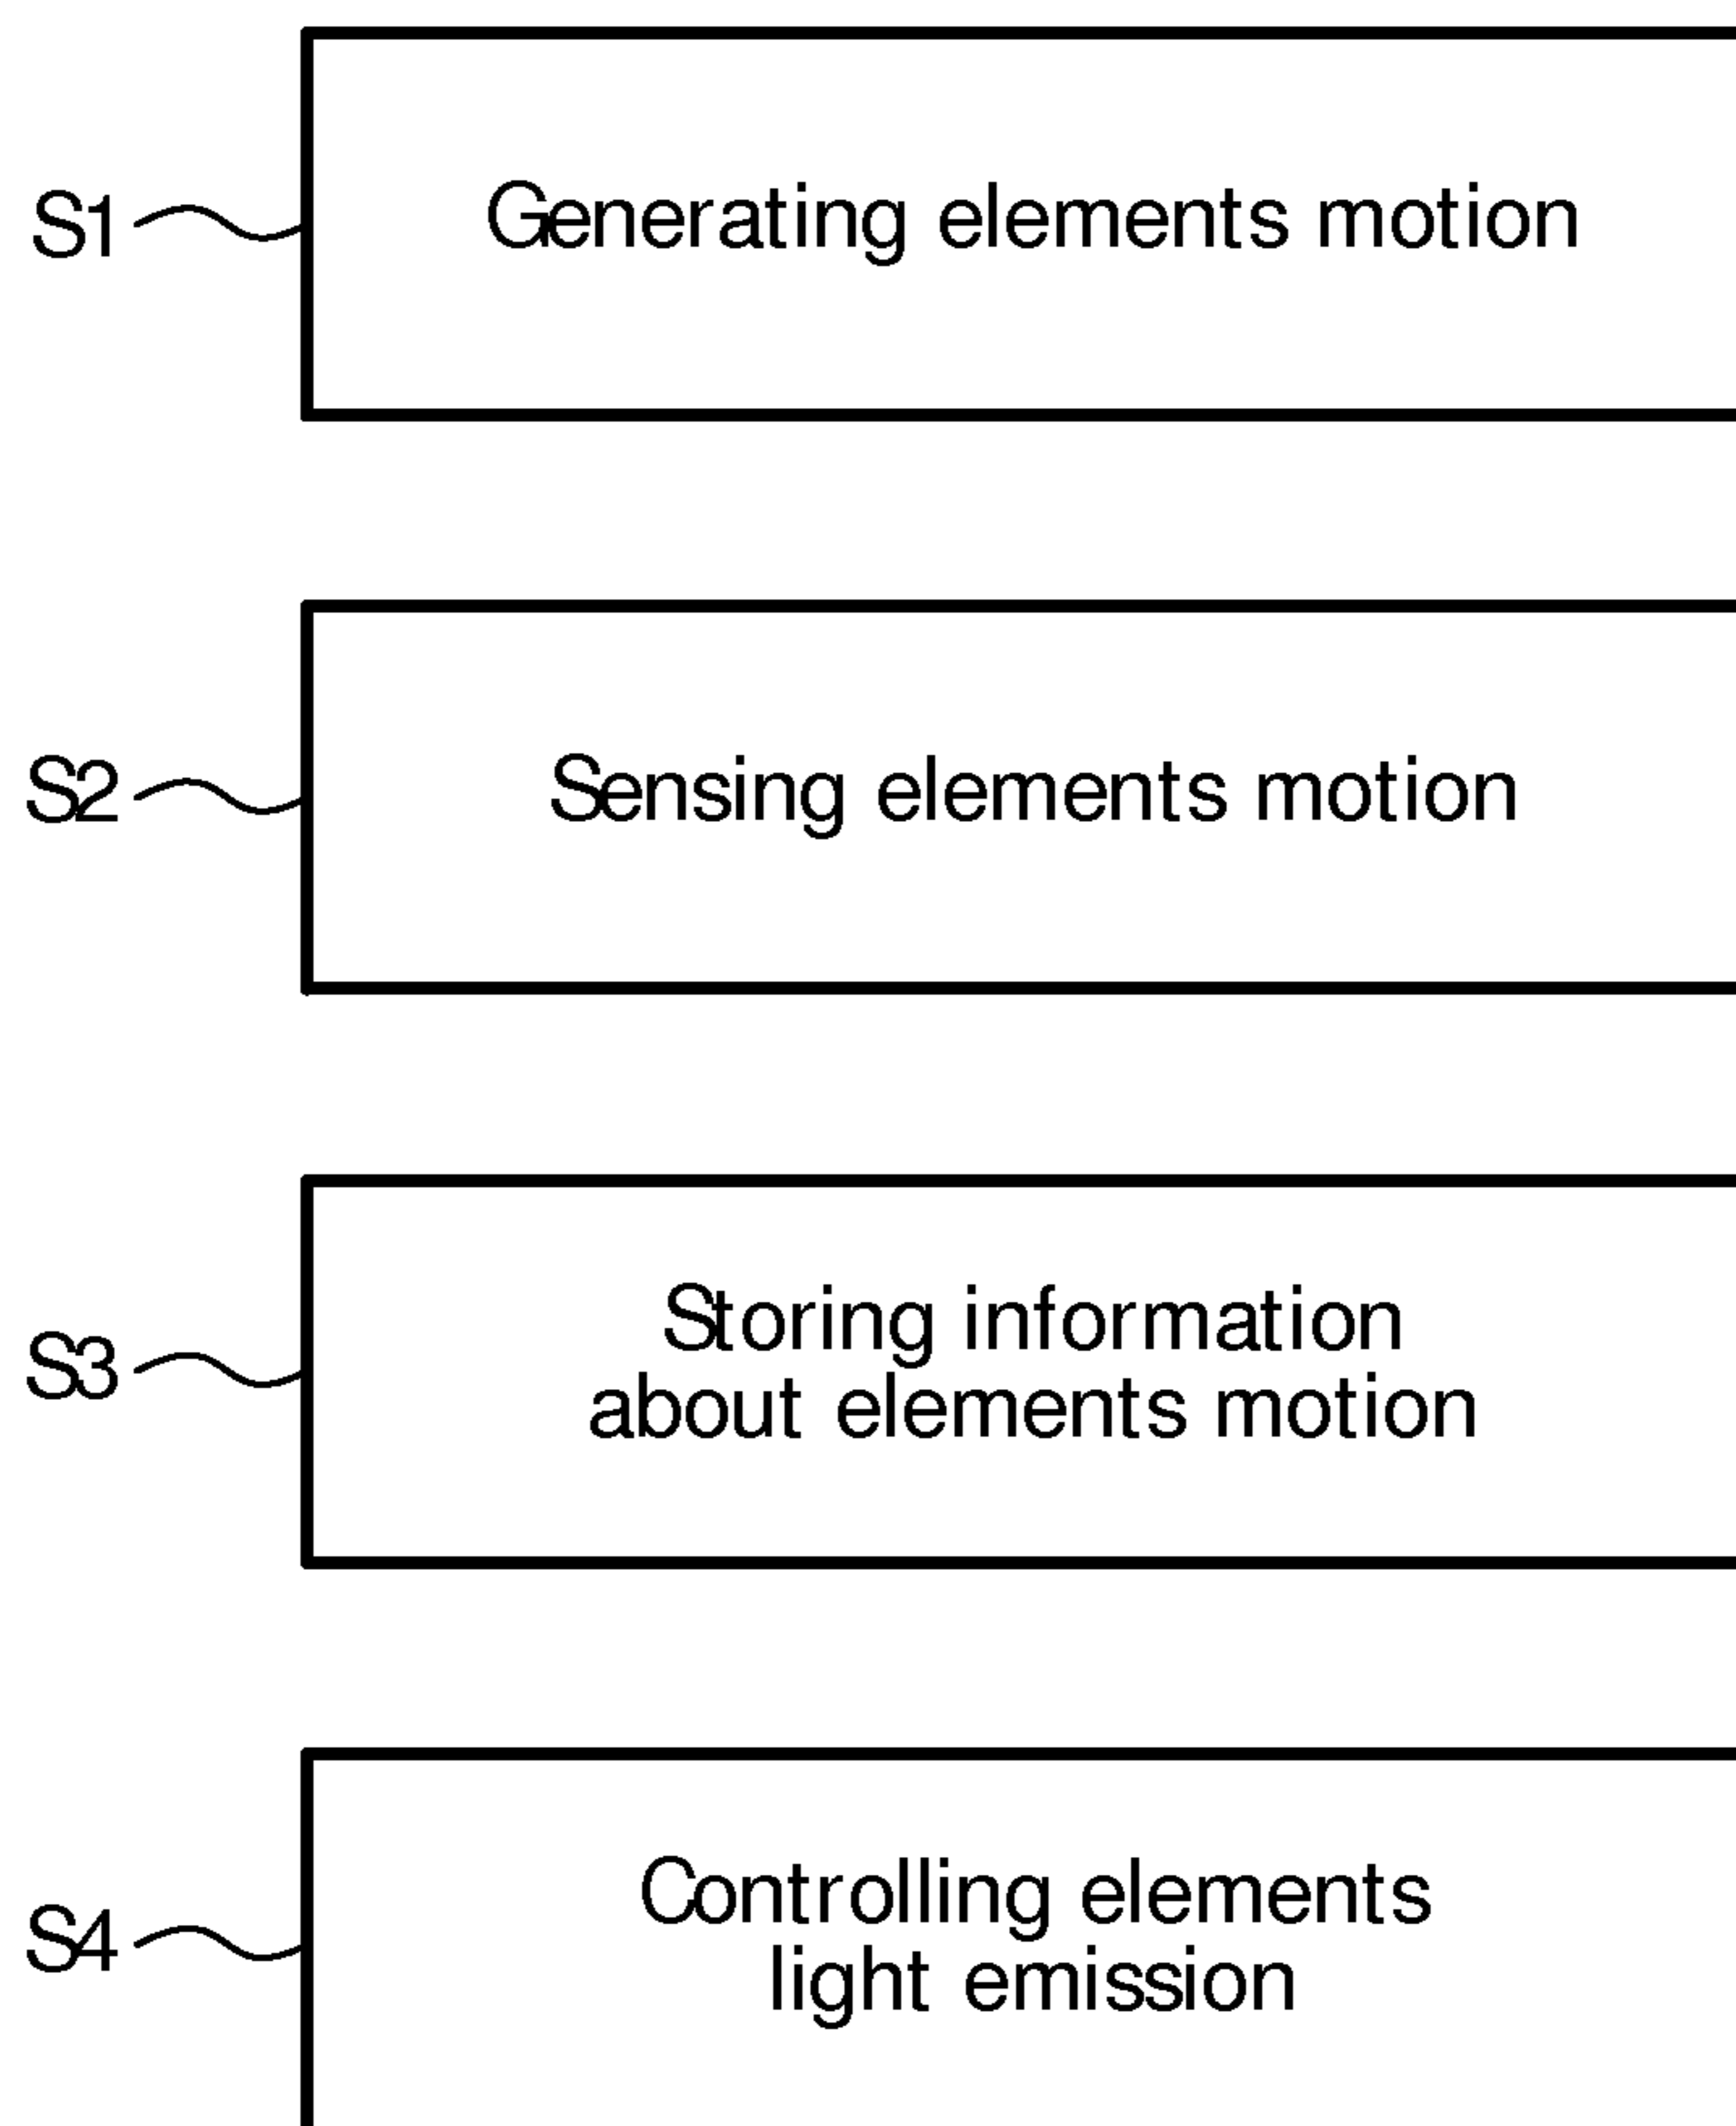 S1
Generating elements motion
S2
Sensing elements motion
S3
Storing information
about elements motion
S4
Controlling elements
light emission